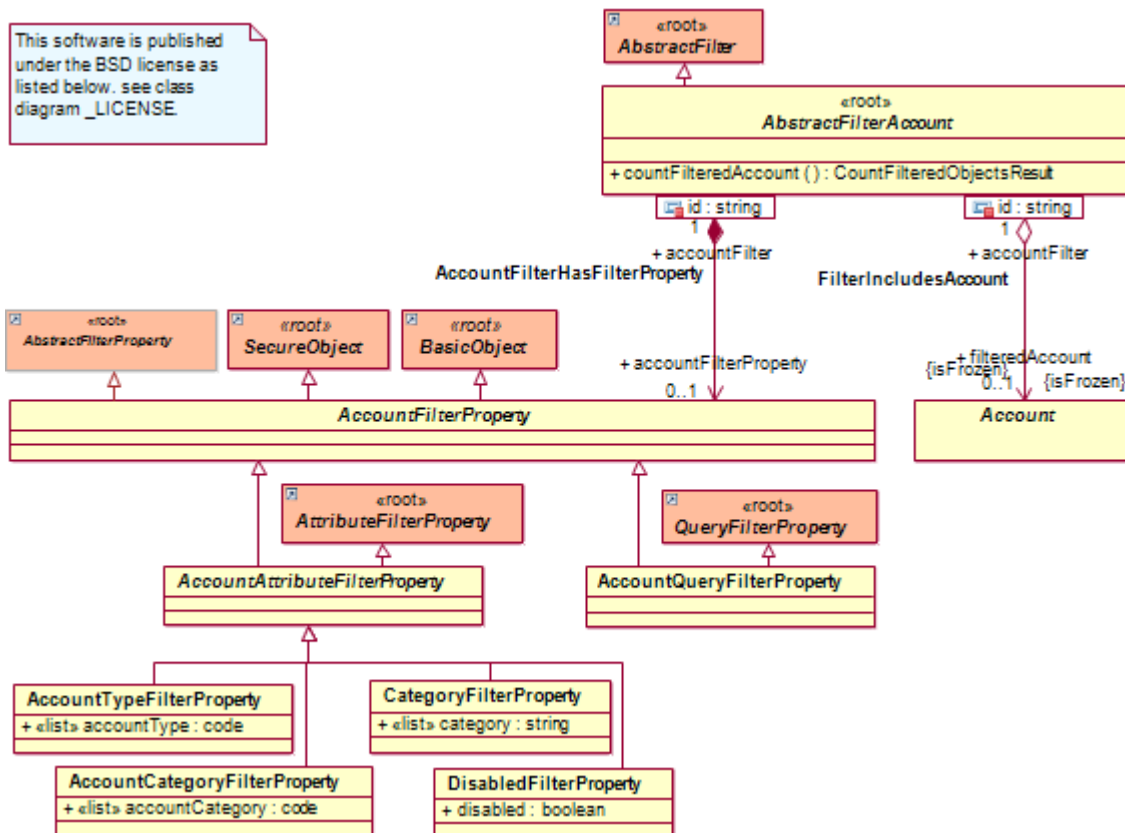 This software is published
under the BSD license as
listed below. see class
diagram _LICENSE.
«root»
AbstractFilter
«root»
AbstractFilterAccount
+ countFilteredAccount ( ) : CountFilteredObjectsResult
id : string
id : string
1
1
+ accountFilter
+ accountFilter
AccountFilterHasFilterProperty
FilterIncludesAccount
«root»
AbstractFilterProperty
«root»
SecureObject
«root»
BasicObject
+ accountFilterProperty
0..1
+ filteredAccount
{isFrozen}
0..1
{isFrozen}
AccountFilterProperty
Account
«root»
AttributeFilterProperty
«root»
QueryFilterProperty
AccountAttributeFilterProperty
AccountQueryFilterProperty
AccountTypeFilterProperty
+ «list» accountType : code
CategoryFilterProperty
+ «list» category : string
AccountCategoryFilterProperty
+ «list» accountCategory : code
DisabledFilterProperty
+ disabled : boolean